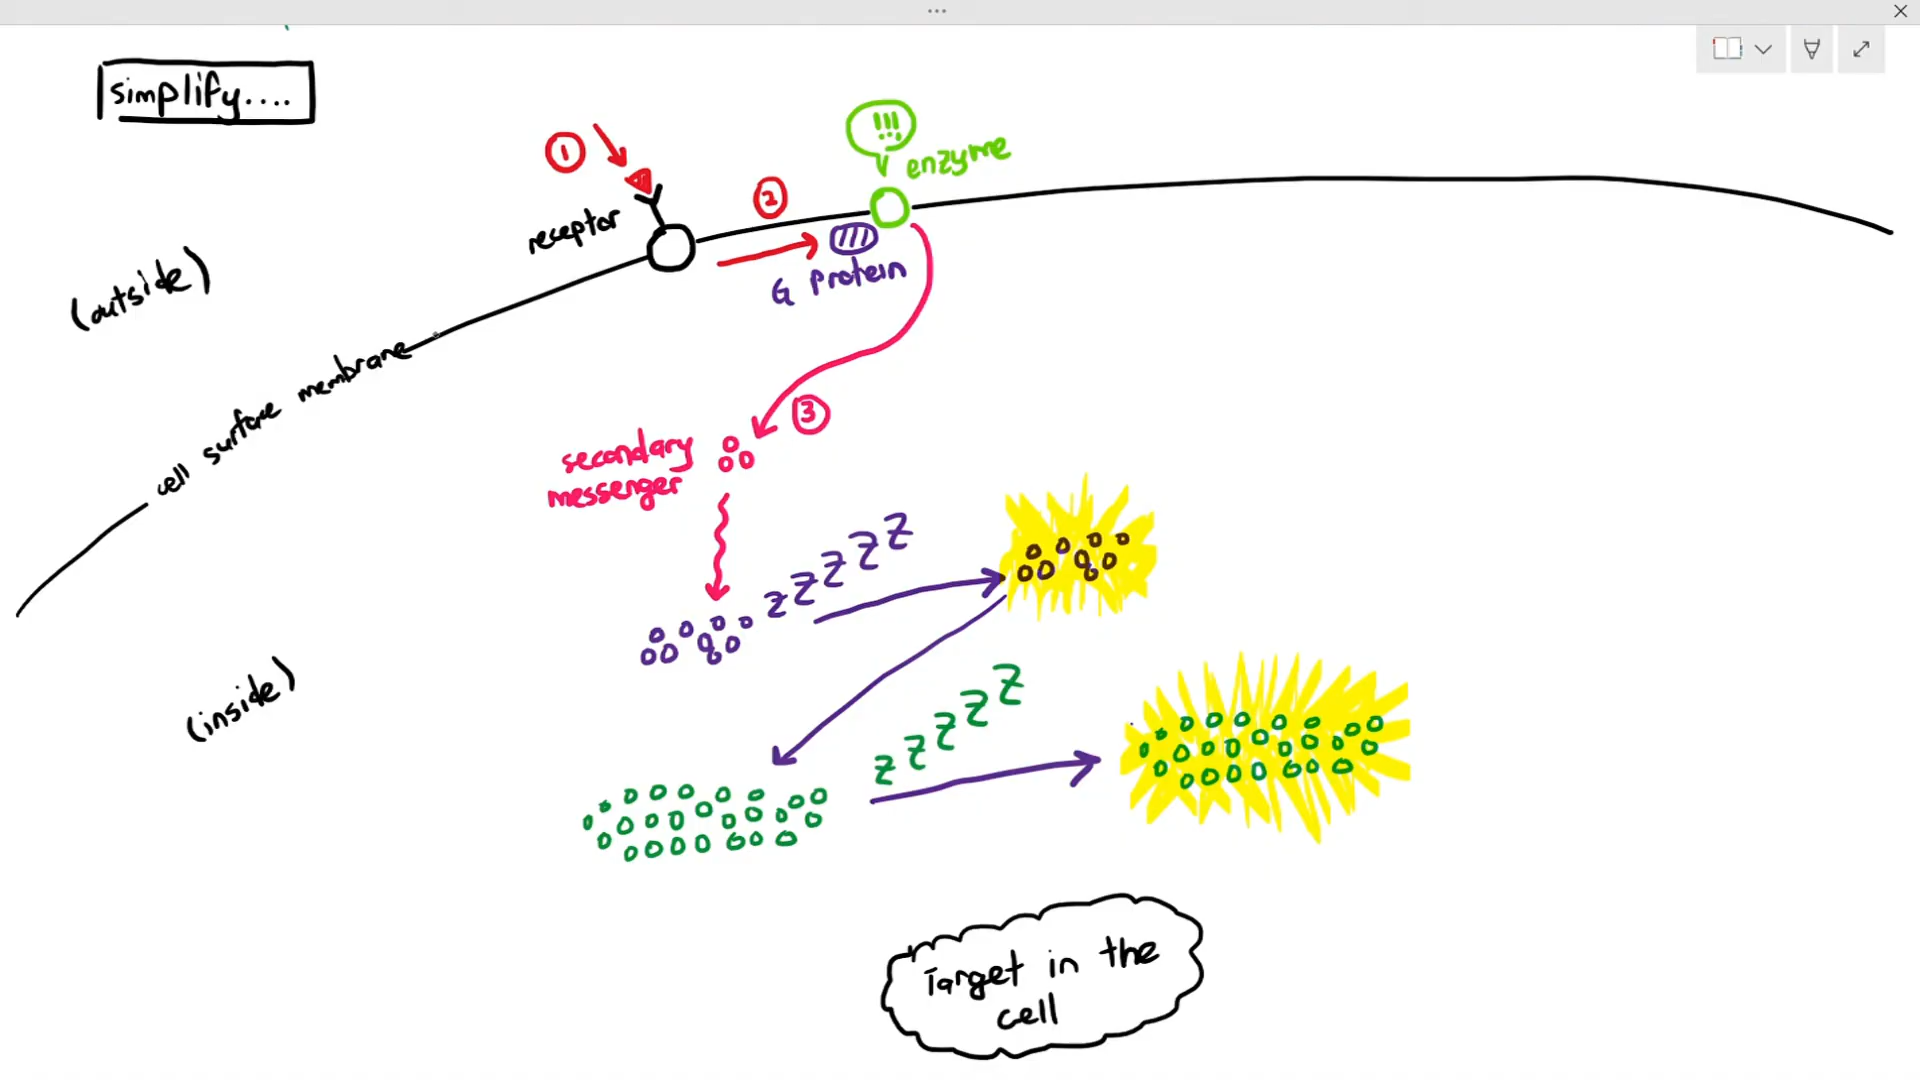 simplify....
1
!!!
enzyme
2
receptor
G Protein
(outside)
cell surface membrane
3
secondary
messenger
zzzzz
(inside)
zzzzz
Target in the
cell